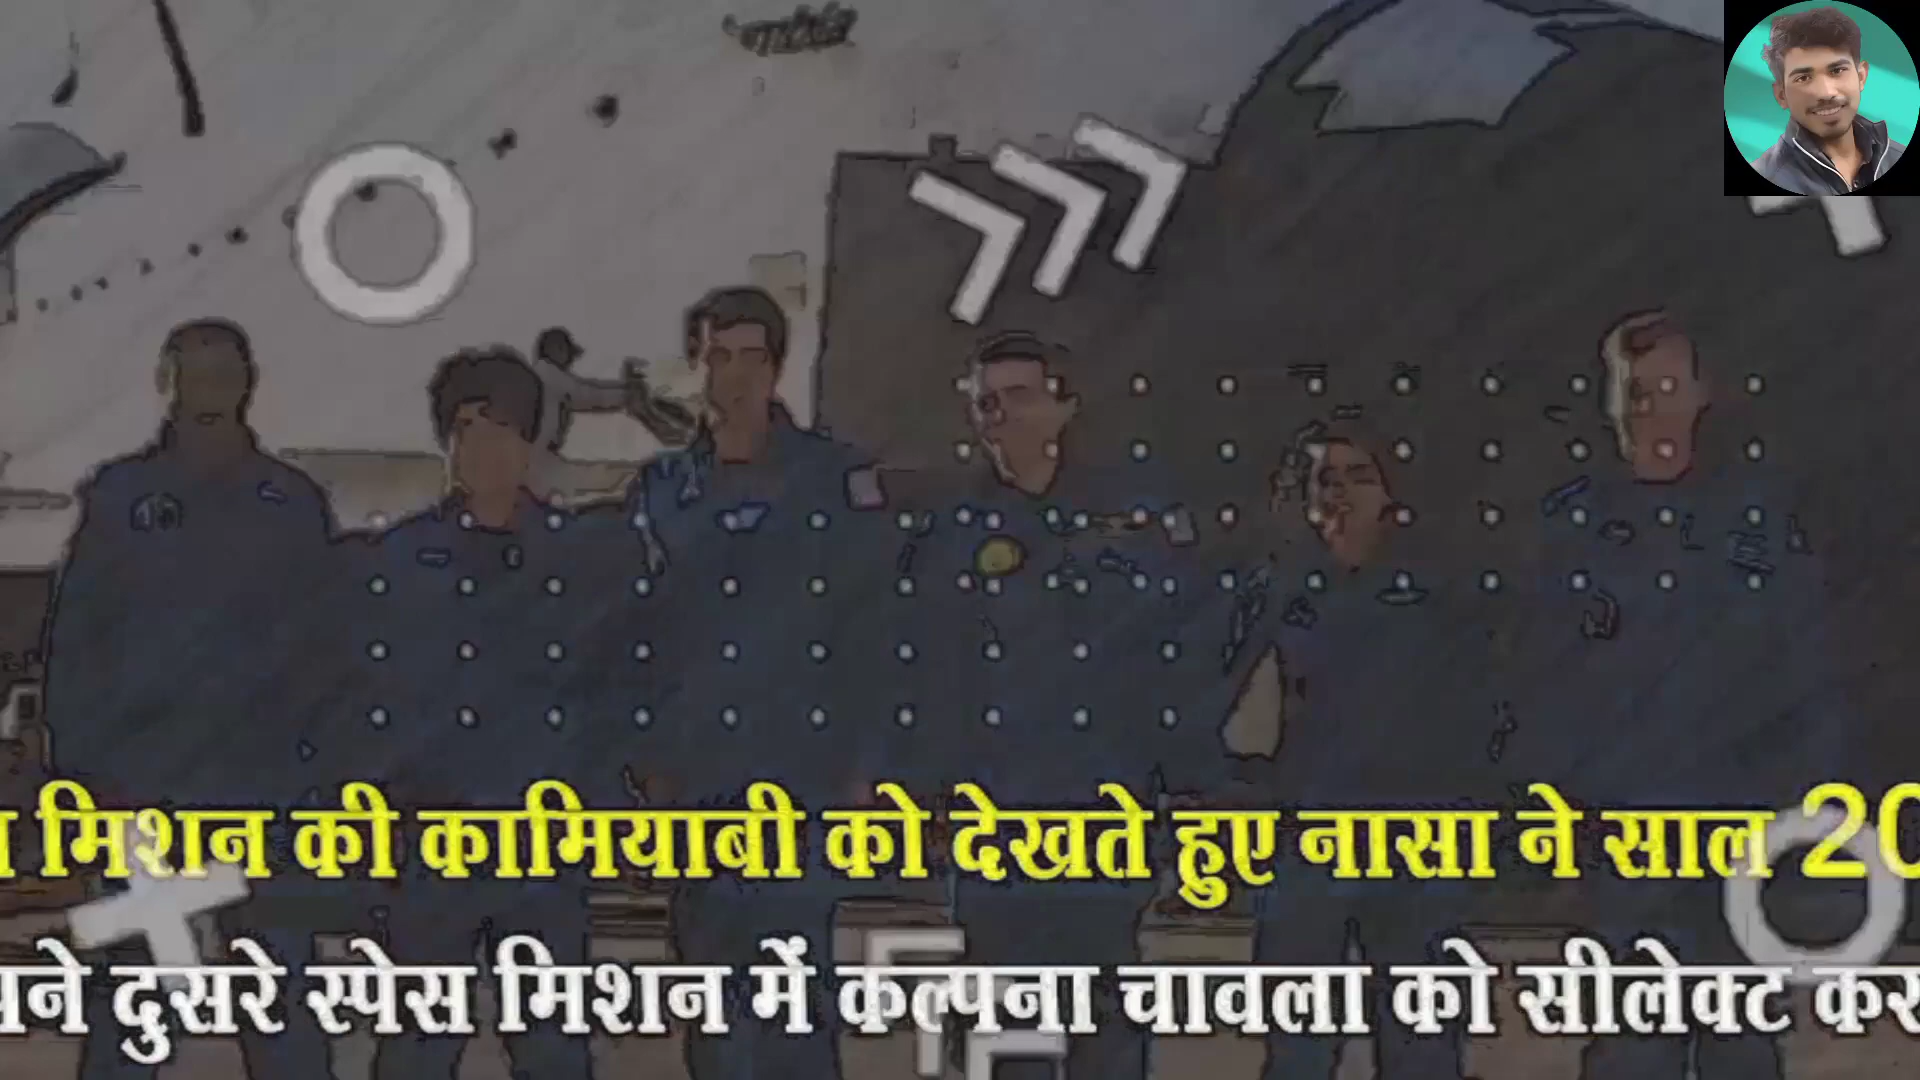 मिशन की कामियाबी को देखते हुए नासा ने साल 20
दुसरे स्पेस मिशन में कल्पना चावला को सीलेक्ट कर